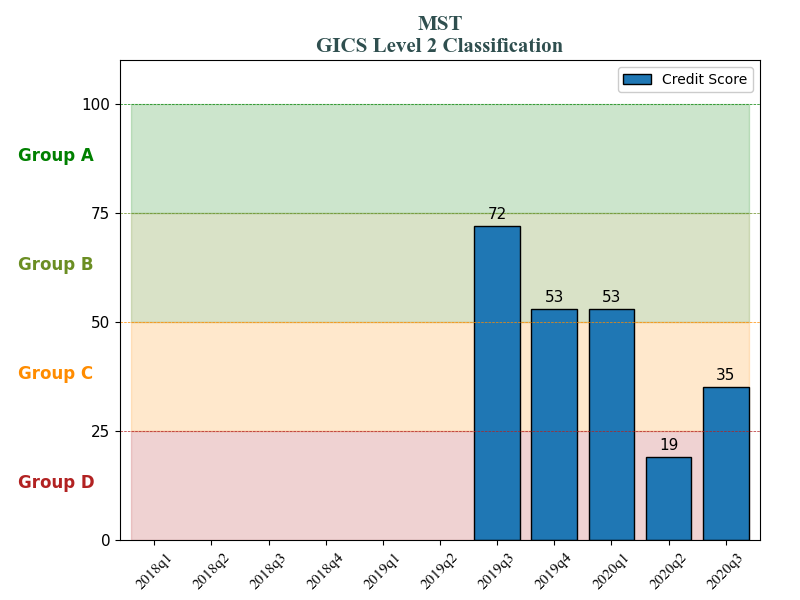 MST
GICS Level 2 Classification
Credit Score
100
Group A
75
72
Group B
53
53
50
Group C
35
25
19
Group D
0
2018q1
2018q2
2018q3
2018q4
2019q1
2019q2
2019q3
2019q4
2020q1
2020q2
2020q3